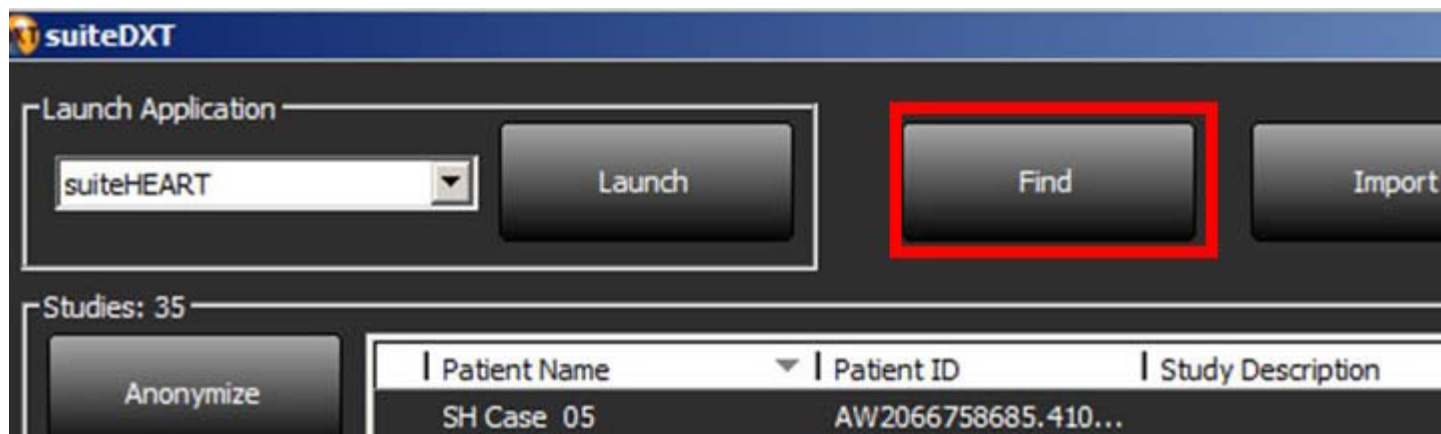 suiteDXT
Launch Application
suiteHEART
Launch
Find
Import
Studies: 35
Anonymize
Patient Name
Patient ID
Study Description
SH Case 05
AW2066758685.410...